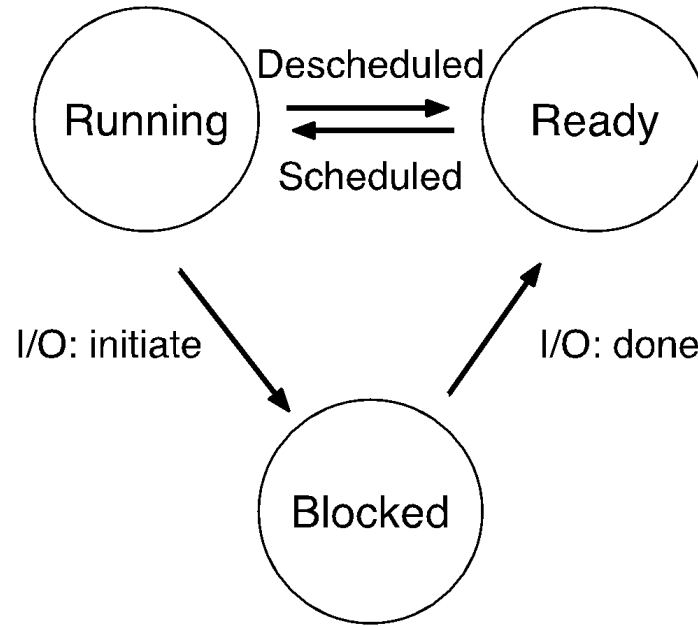 Descheduled
Running
Ready
Scheduled
I/O: initiate
I/O: done
Blocked